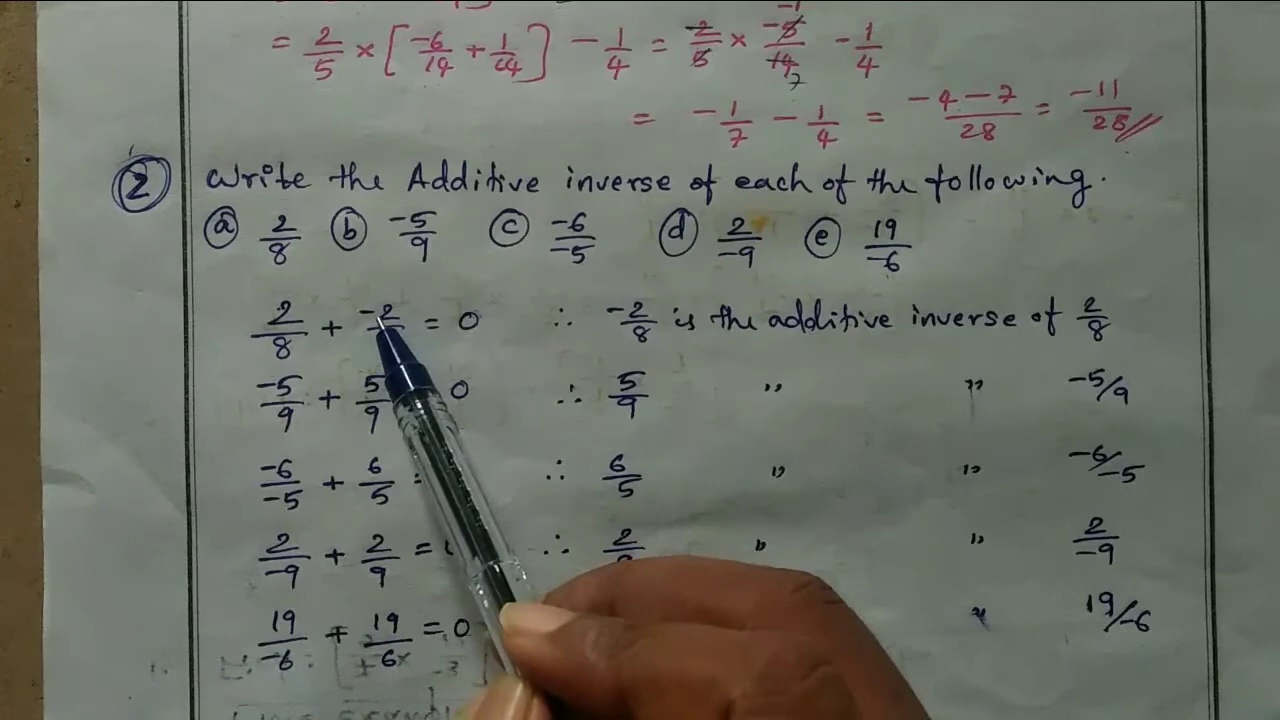 = 2/5 × [-6/14 + 1/14] - 1/4 = 2/5 × -5/14 - 1/4
-1
7
= -1/7 - 1/4 = -4-7/28 = -11/28 //
② Write the Additive inverse of each of the following.
ⓐ 2/8 ⓑ -5/9 ⓒ -6/-5 ⓓ 2/-9 ⓔ 19/-6
2/8 + -2/ = 0 ∴ -2/8 is the additive inverse of 2/8
-5/9 + 5/9 0 ∴ 5/9 " " -5/9
-6/-5 + 6/5 = ∴ 6/5 " " -6/-5
2/-9 + 2/9 = ∴ 2/ " " 2/-9
19/-6 + 19/6 = 0 " 19/-6